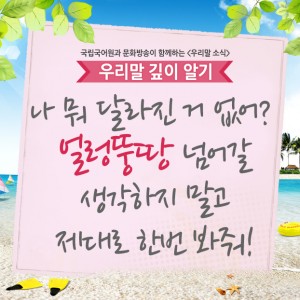 국립국어원과 문화방송이 함께하는 <우리말 소식>
우리말 깊이 알기
나 뭐 달라진 거 없어?
얼렁뚱땅 넘어갈
생각하지 말고
제대로 한번 봐줘!